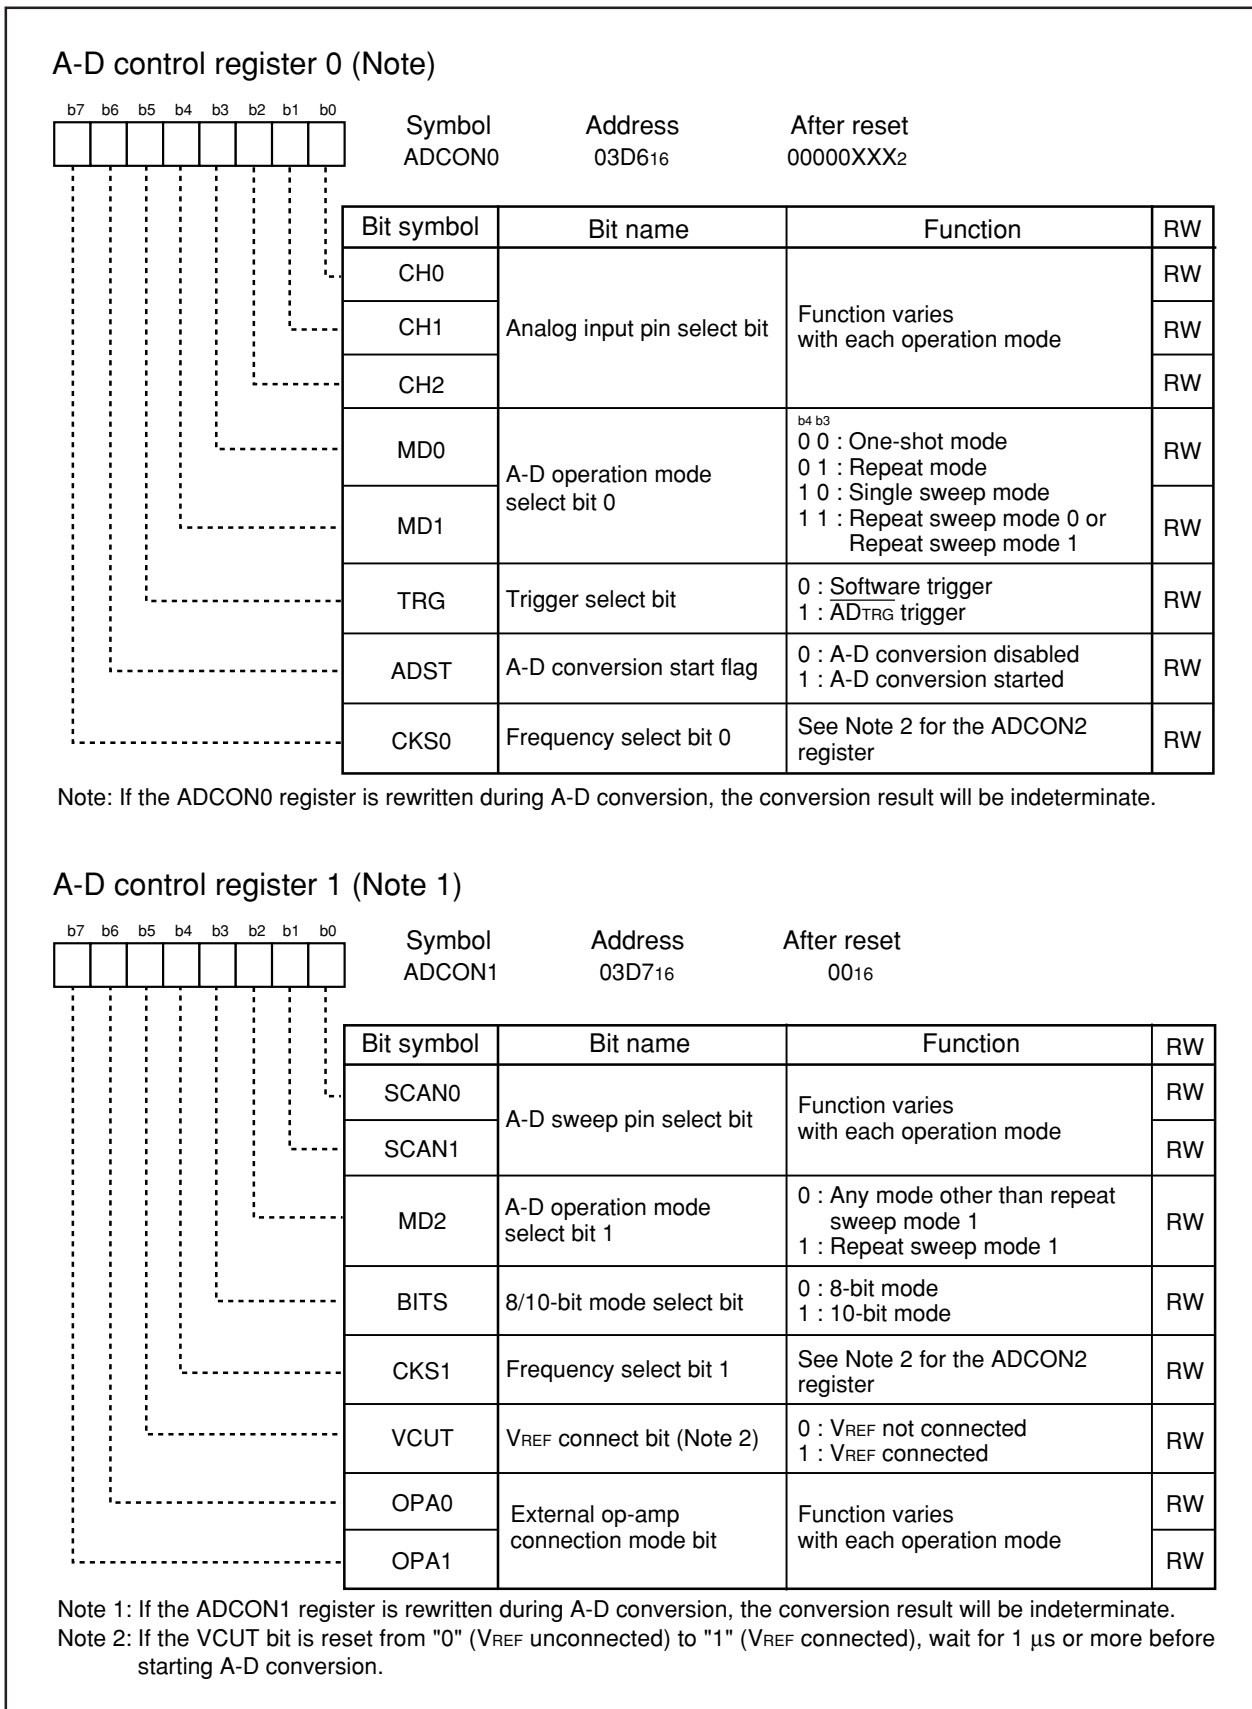 A-D control register 0 (Note)
b7 b6 b5 b4 b3 b2 b1 b0
Symbol Address After reset
ADCON0 03D616 00000XXX2
Bit symbol Bit name Function RW
CH0 RW
CH1 Analog input pin select bit Function varies
with each operation mode RW
CH2 RW
MD0 A-D operation mode
select bit 0 b4 b3
0 0 : One-shot mode
0 1 : Repeat mode
1 0 : Single sweep mode
1 1 : Repeat sweep mode 0 or
Repeat sweep mode 1 RW
MD1 RW
TRG Trigger select bit 0 : Software trigger
1 : ADTRG trigger RW
ADST A-D conversion start flag 0 : A-D conversion disabled
1 : A-D conversion started RW
CKS0 Frequency select bit 0 See Note 2 for the ADCON2
register RW
Note: If the ADCON0 register is rewritten during A-D conversion, the conversion result will be indeterminate.
A-D control register 1 (Note 1)
b7 b6 b5 b4 b3 b2 b1 b0
Symbol Address After reset
ADCON1 03D716 0016
Bit symbol Bit name Function RW
SCAN0 A-D sweep pin select bit Function varies
with each operation mode RW
SCAN1 RW
MD2 A-D operation mode
select bit 1 0 : Any mode other than repeat
sweep mode 1
1 : Repeat sweep mode 1 RW
BITS 8/10-bit mode select bit 0 : 8-bit mode
1 : 10-bit mode RW
CKS1 Frequency select bit 1 See Note 2 for the ADCON2
register RW
VCUT VREF connect bit (Note 2) 0 : VREF not connected
1 : VREF connected RW
OPA0 External op-amp
connection mode bit Function varies
with each operation mode RW
OPA1 RW
Note 1: If the ADCON1 register is rewritten during A-D conversion, the conversion result will be indeterminate.
Note 2: If the VCUT bit is reset from "0" (VREF unconnected) to "1" (VREF connected), wait for 1 µs or more before
starting A-D conversion.